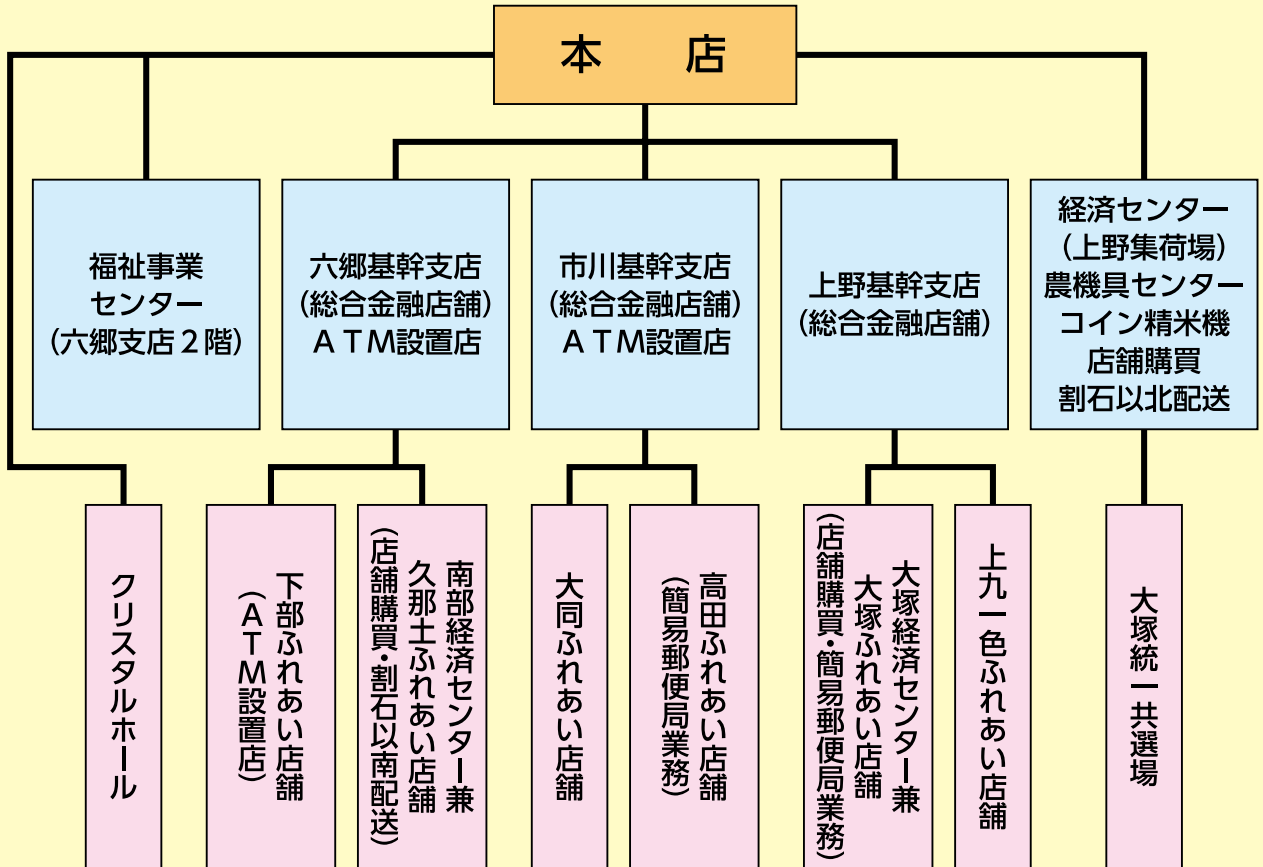 本　　店
福祉事業
センター
（六郷支店２階）
六郷基幹支店
（総合金融店舗）
ＡＴＭ設置店
市川基幹支店
（総合金融店舗）
ＡＴＭ設置店
上野基幹支店
（総合金融店舗）
経済センター
（上野集荷場）
農機具センター
コイン精米機
店舗購買
割石以北配送
クリスタルホール
下部ふれあい店舗
（ＡＴＭ設置店）
南部経済センター兼
久那土ふれあい店舗
（店舗購買・割石以南配送）
大同ふれあい店舗
高田ふれあい店舗
（簡易郵便局業務）
大塚経済センター兼
大塚ふれあい店舗
（店舗購買・簡易郵便局業務）
上九一色ふれあい店舗
大塚統一共選場